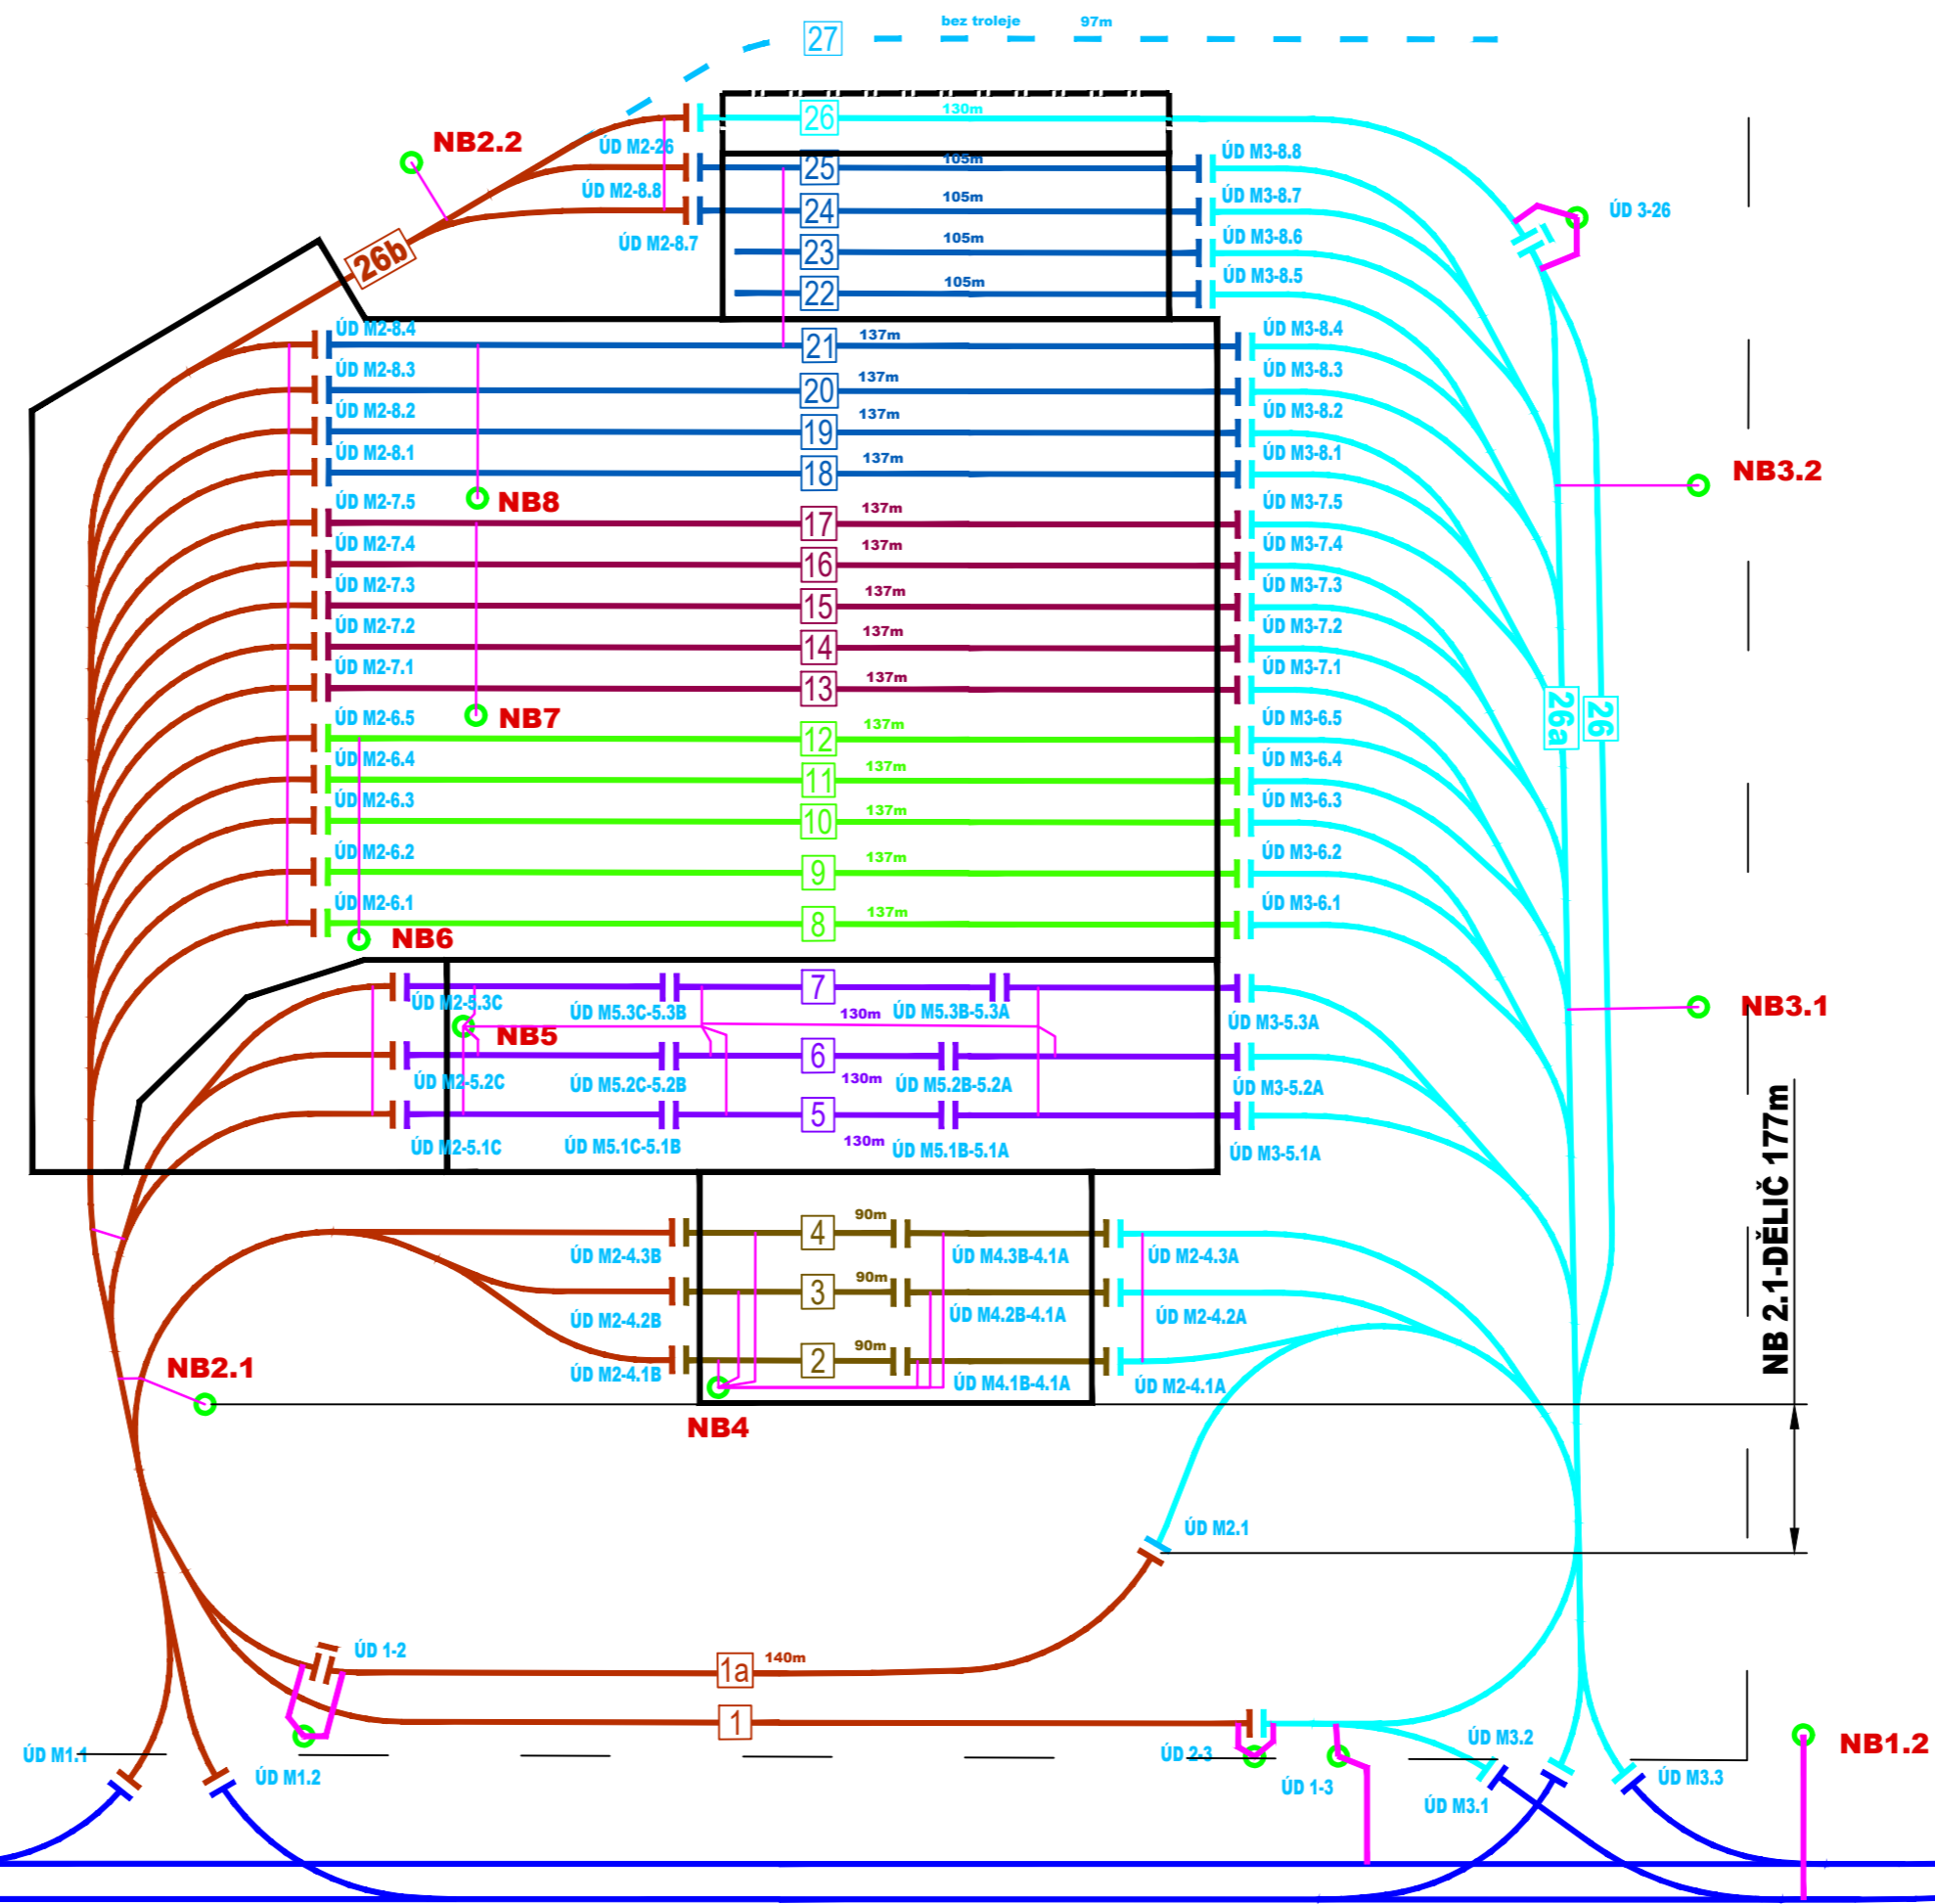 27 bez troleje 97m
26 130m
ÚD M2-26
NB2.2
25 105m
ÚD M3-8.8
ÚD M2-8.8
24 105m
ÚD M3-8.7
ÚD 3-26
ÚD M2-8.7
23 105m
ÚD M3-8.6
26b
22 105m
ÚD M3-8.5
ÚD M2-8.4
21 137m
ÚD M3-8.4
ÚD M2-8.3
20 137m
ÚD M3-8.3
ÚD M2-8.2
19 137m
ÚD M3-8.2
ÚD M2-8.1
18 137m
ÚD M3-8.1
NB3.2
NB8
ÚD M2-7.5
17 137m
ÚD M3-7.5
ÚD M2-7.4
16 137m
ÚD M3-7.4
ÚD M2-7.3
15 137m
ÚD M3-7.3
ÚD M2-7.2
14 137m
ÚD M3-7.2
ÚD M2-7.1
13 137m
ÚD M3-7.1
26a
26
NB7
ÚD M2-6.5
12 137m
ÚD M3-6.5
ÚD M2-6.4
11 137m
ÚD M3-6.4
ÚD M2-6.3
10 137m
ÚD M3-6.3
ÚD M2-6.2
9 137m
ÚD M3-6.2
ÚD M2-6.1
8 137m
ÚD M3-6.1
NB6
7
130m
ÚD M2-5.3C
ÚD M5.3C-5.3B
ÚD M5.3B-5.3A
ÚD M3-5.3A
NB3.1
NB5
6
130m
ÚD M2-5.2C
ÚD M5.2C-5.2B
ÚD M5.2B-5.2A
ÚD M3-5.2A
5
130m
ÚD M2-5.1C
ÚD M5.1C-5.1B
ÚD M5.1B-5.1A
ÚD M3-5.1A
NB 2.1-DĚLIČ 177m
4 90m
ÚD M2-4.3B
ÚD M4.3B-4.1A
ÚD M2-4.3A
3 90m
ÚD M2-4.2B
ÚD M4.2B-4.1A
ÚD M2-4.2A
2 90m
NB2.1
ÚD M2-4.1B
ÚD M4.1B-4.1A
ÚD M2-4.1A
NB4
ÚD M2.1
ÚD 1-2
1a 140m
1
ÚD M1.1
ÚD M1.2
ÚD 2-3
ÚD 1-3
ÚD M3.2
ÚD M3.1
ÚD M3.3
NB1.2